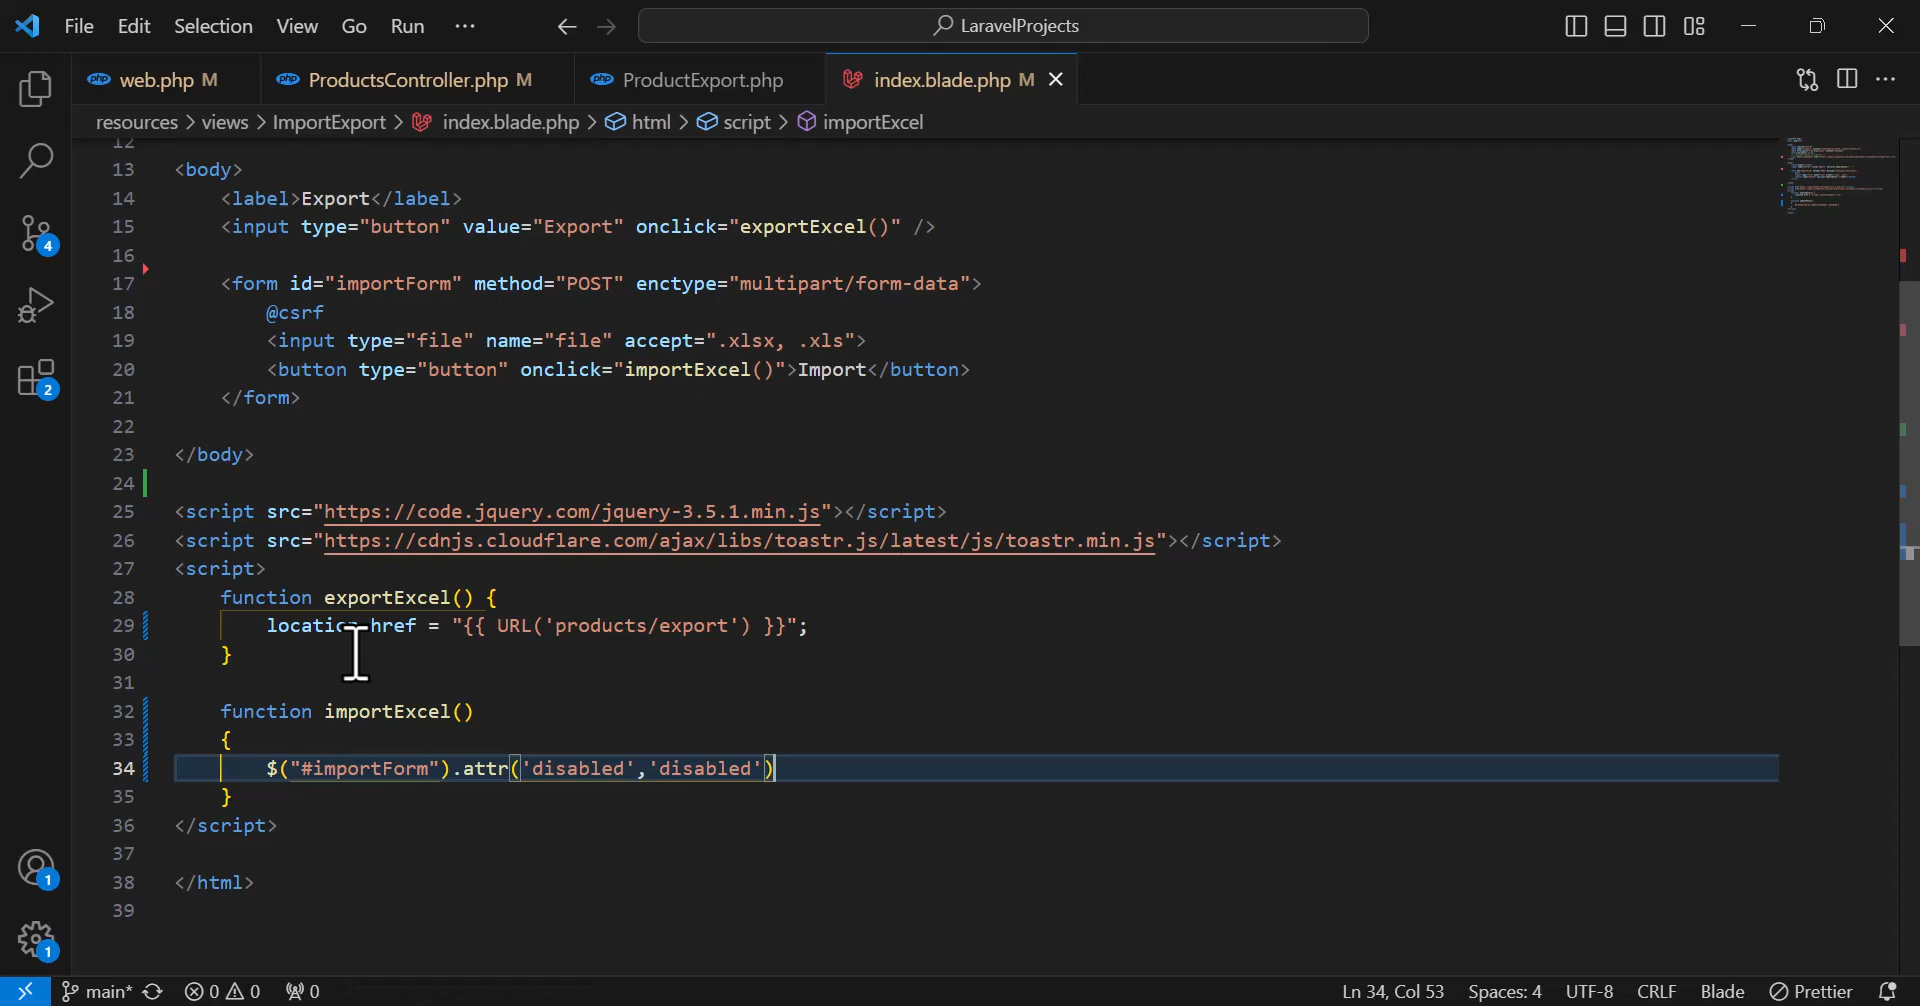 File Edit Selection View Go Run ··· LaravelProjects
web.php M ProductsController.php M ProductExport.php index.blade.php M
resources > views > ImportExport > index.blade.php > html > script > importExcel
12
13 <body>
14 <label>Export</label>
15 <input type="button" value="Export" onclick="exportExcel()" />
16
17 <form id="importForm" method="POST" enctype="multipart/form-data">
18 @csrf
19 <input type="file" name="file" accept=".xlsx, .xls">
20 <button type="button" onclick="importExcel()">Import</button>
21 </form>
22
23 </body>
24
25 <script src="https://code.jquery.com/jquery-3.5.1.min.js"></script>
26 <script src="https://cdnjs.cloudflare.com/ajax/libs/toastr.js/latest/js/toastr.min.js"></script>
27 <script>
28 function exportExcel() {
29 location.href = "{{ URL('products/export') }}";
30 }
31
32 function importExcel()
33 {
34 $("#importForm").attr('disabled','disabled')
35 }
36 </script>
37
38 </html>
39
4
2
1
1
main* 0 0 0 Ln 34, Col 53 Spaces: 4 UTF-8 CRLF Blade Prettier